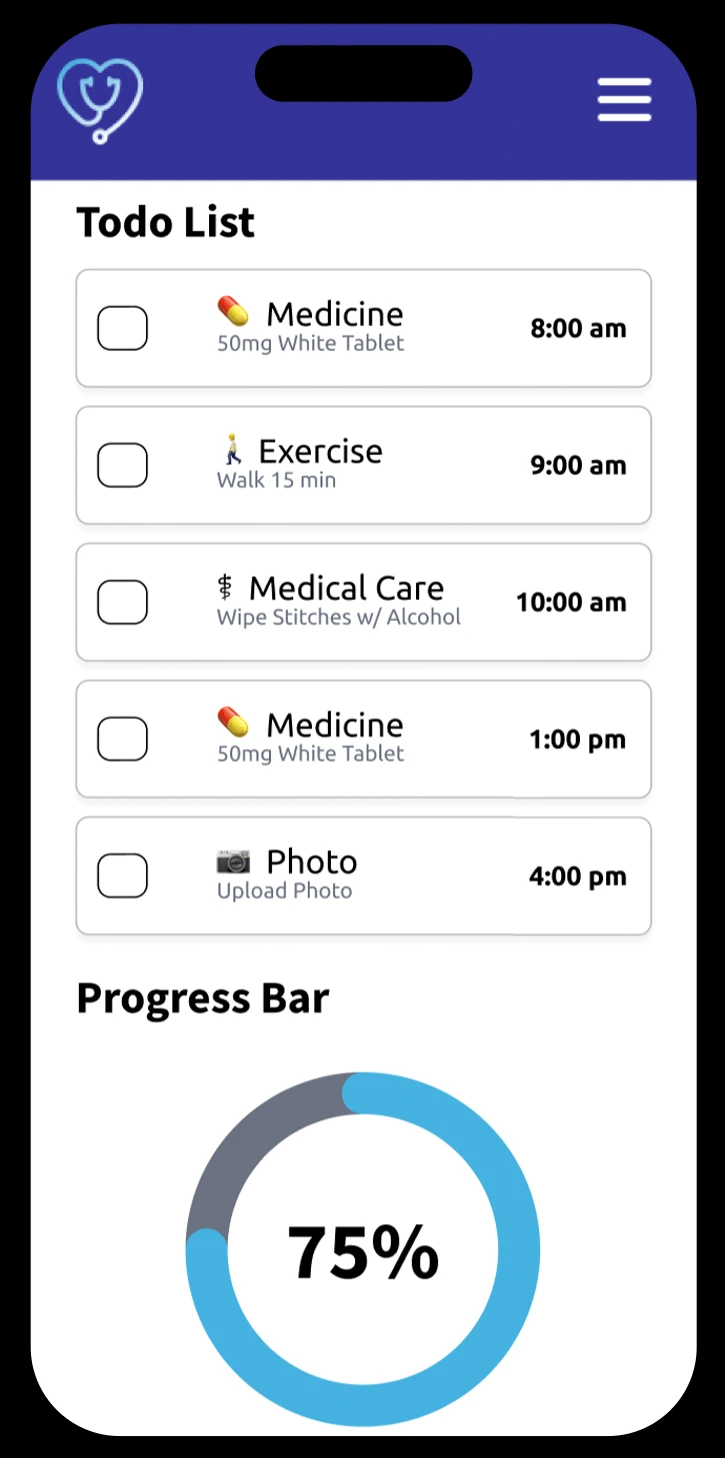 Todo List
Medicine
50mg White Tablet
8:00 am
Exercise
Walk 15 min
9:00 am
Medical Care
Wipe Stitches w/ Alcohol
10:00 am
Medicine
50mg White Tablet
1:00 pm
Photo
Upload Photo
4:00 pm
Progress Bar
75%